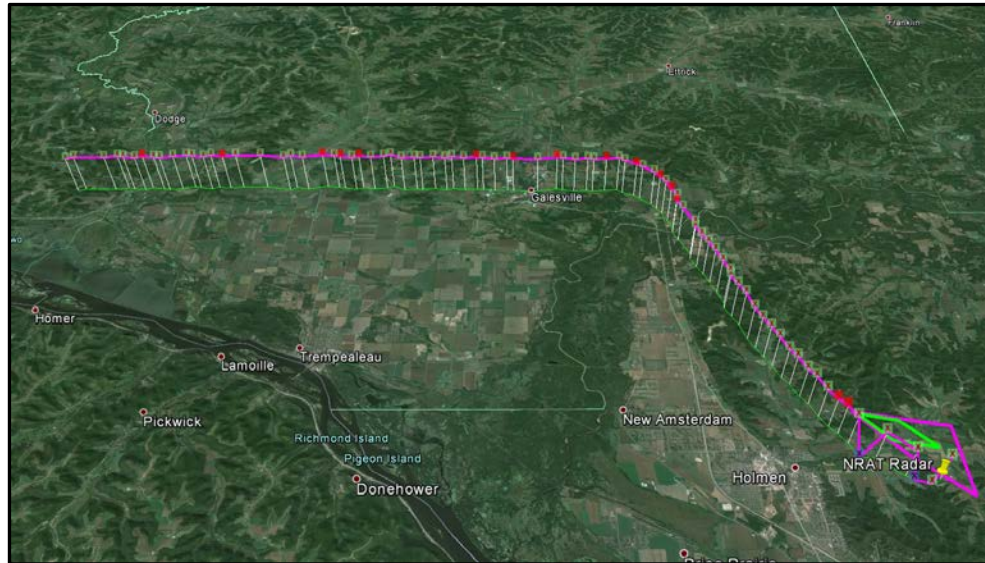 Franklin
Ettrick
Dodge
Galesville
Homer
Trempealeau
Lamoille
Pickwick
New Amsterdam
Richmond Island
Pigeon Island
NRAT Radar
Holmen
Donehower